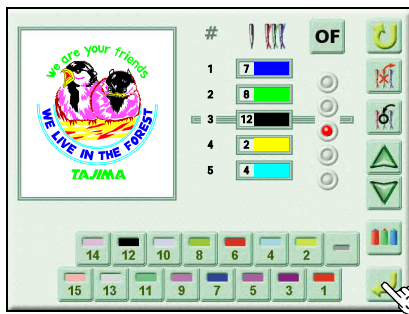 # OF
we are your friends
WE LIVE IN THE FOREST
TAJIMA
1 7
2 8
3 12
4 2
5 4
14 12 10 8 6 4 2
15 13 11 9 7 5 3 1